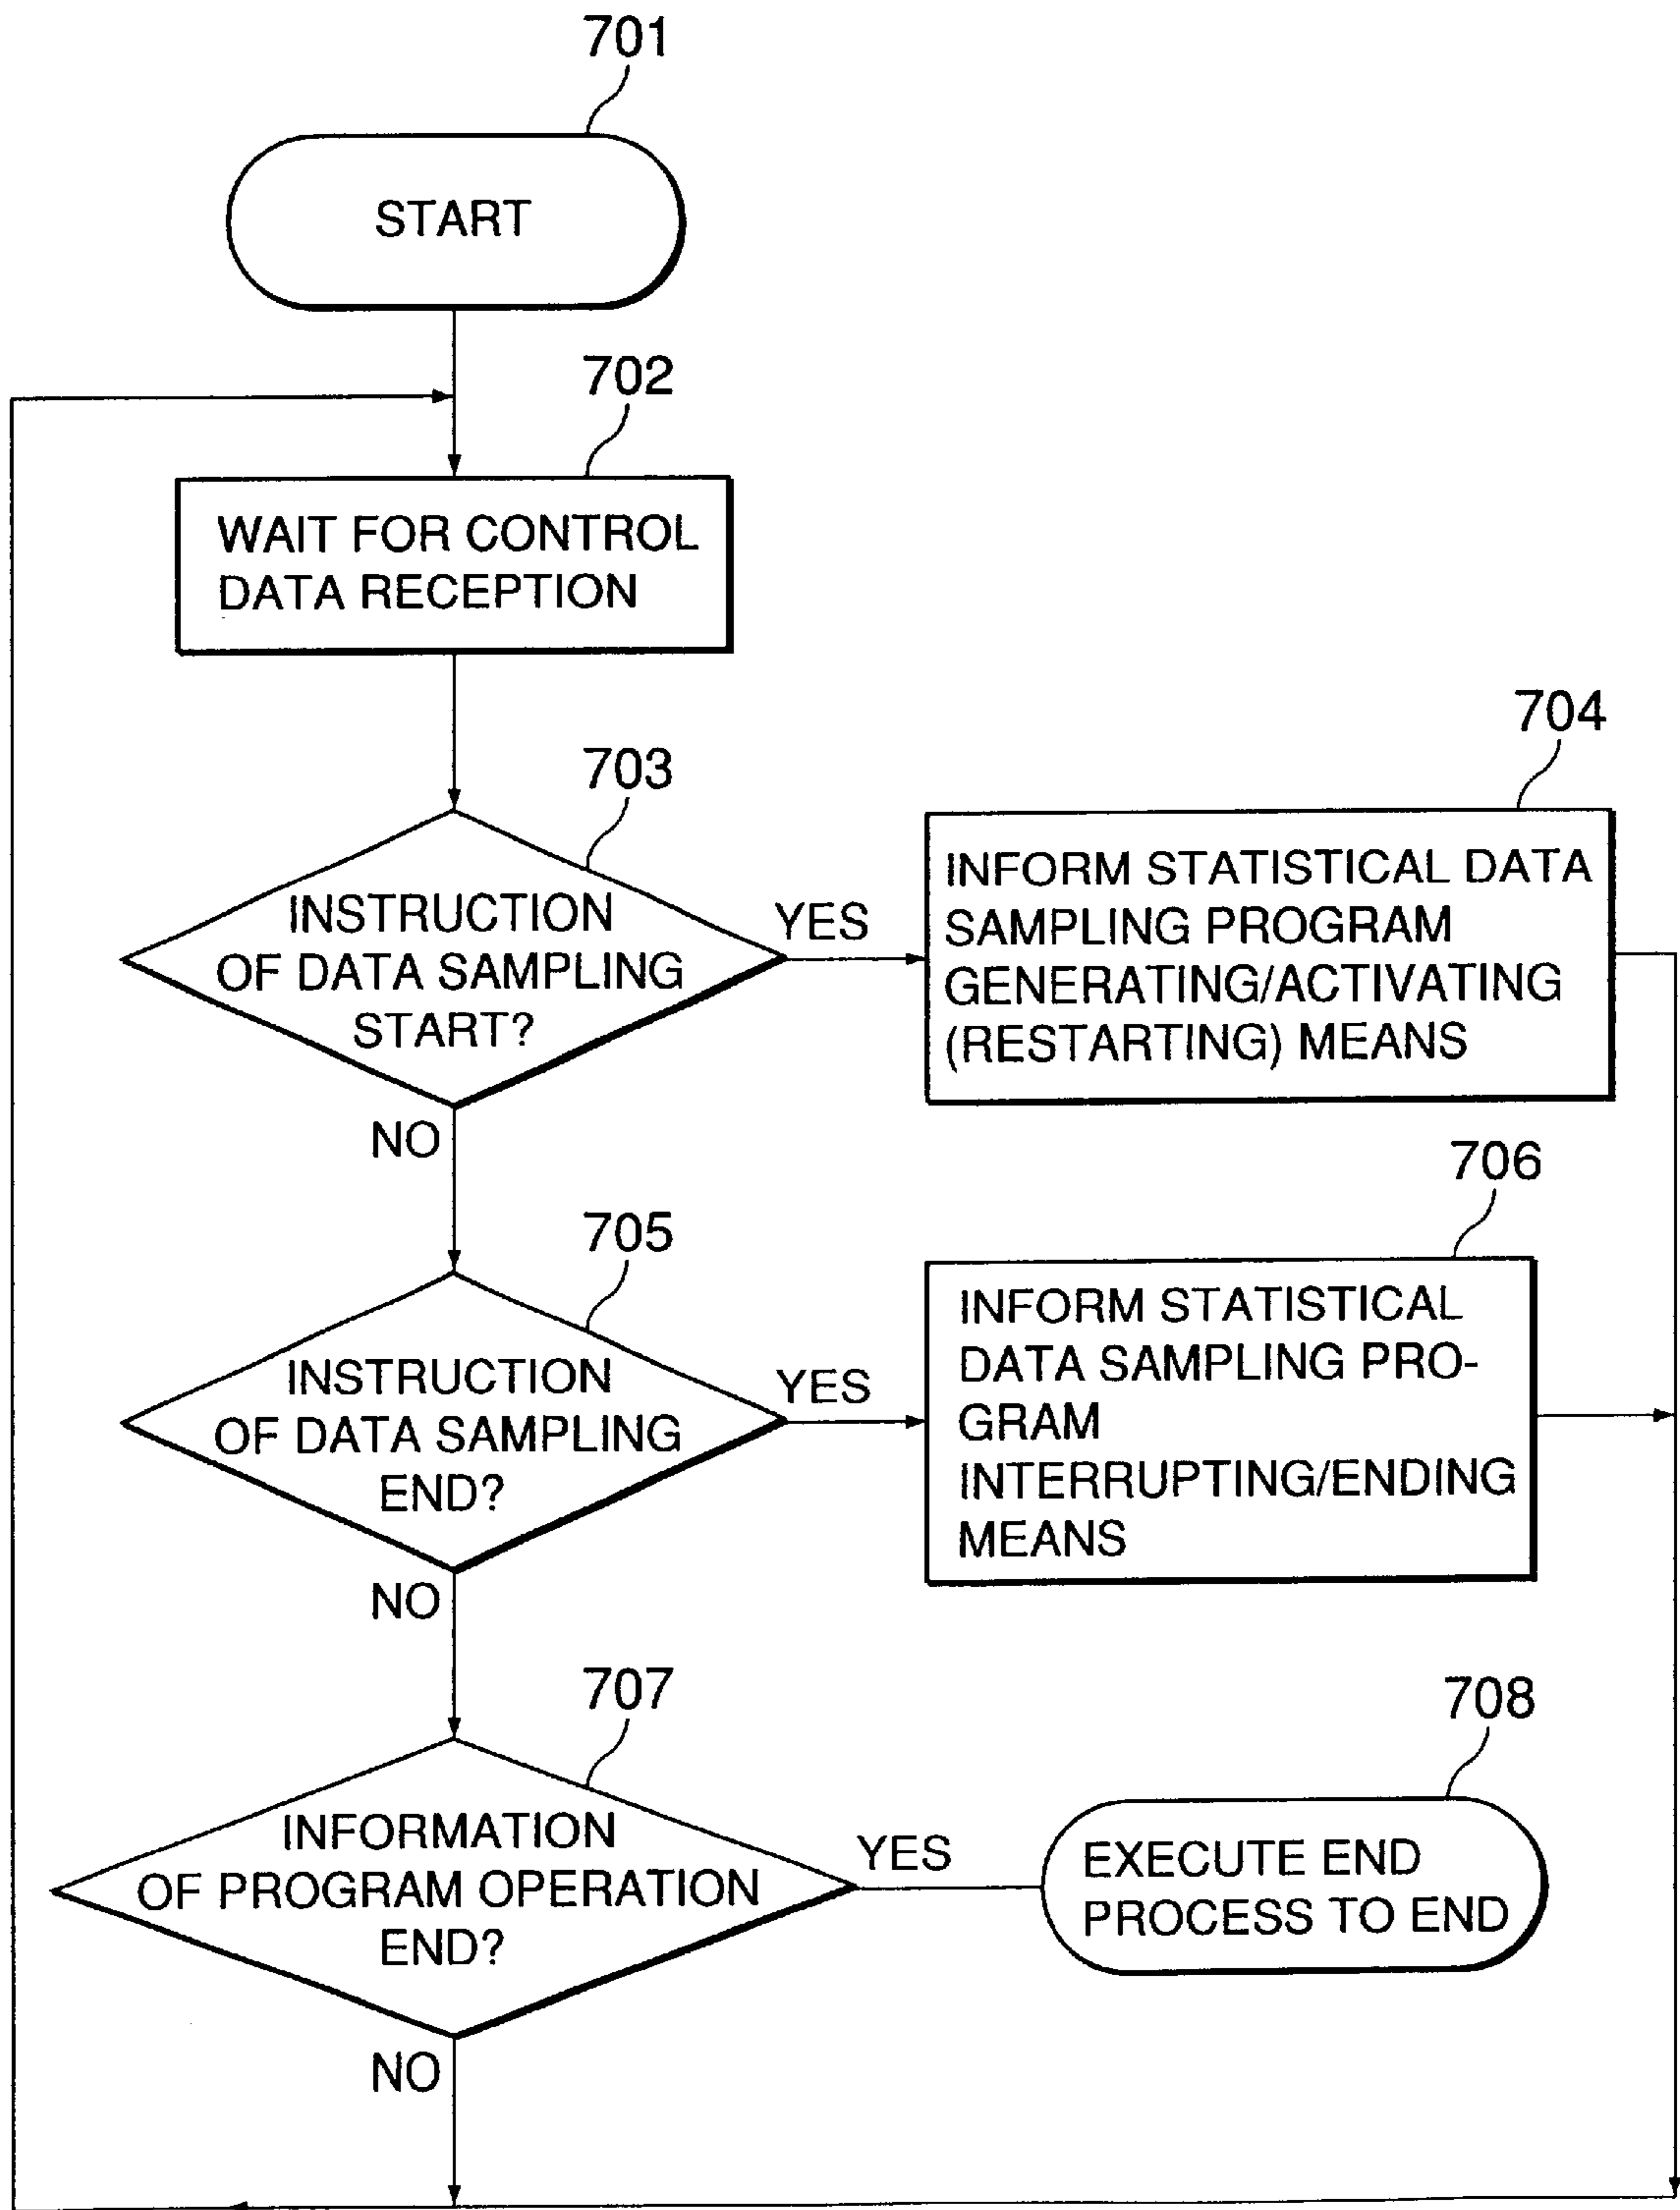 701
START
702
WAIT FOR CONTROL
DATA RECEPTION
703
INSTRUCTION
OF DATA SAMPLING
START?
YES
NO
704
INFORM STATISTICAL DATA
SAMPLING PROGRAM
GENERATING/ACTIVATING
(RESTARTING) MEANS
705
INSTRUCTION
OF DATA SAMPLING
END?
YES
NO
706
INFORM STATISTICAL
DATA SAMPLING PRO-
GRAM
INTERRUPTING/ENDING
MEANS
707
INFORMATION
OF PROGRAM OPERATION
END?
YES
NO
708
EXECUTE END
PROCESS TO END